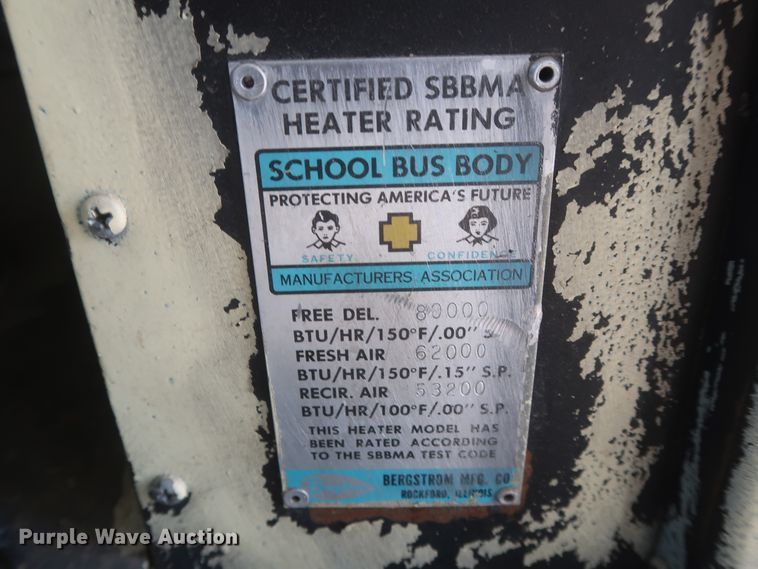 CERTIFIED SBBMA
HEATER RATING
SCHOOL BUS BODY
PROTECTING AMERICA'S FUTURE
SAFETY CONFIDENCE
MANUFACTURERS ASSOCIATION
FREE DEL. 80000
BTU/HR/150°F/.00" S
FRESH AIR 62000
BTU/HR/150°F/.15" S.P.
RECIR. AIR 53200
BTU/HR/100°F/.00" S.P.
THIS HEATER MODEL HAS
BEEN RATED ACCORDING
TO THE SBBMA TEST CODE
BERGSTROM MFG. CO
ROCKFORD, ILLINOIS
Purple Wave Auction